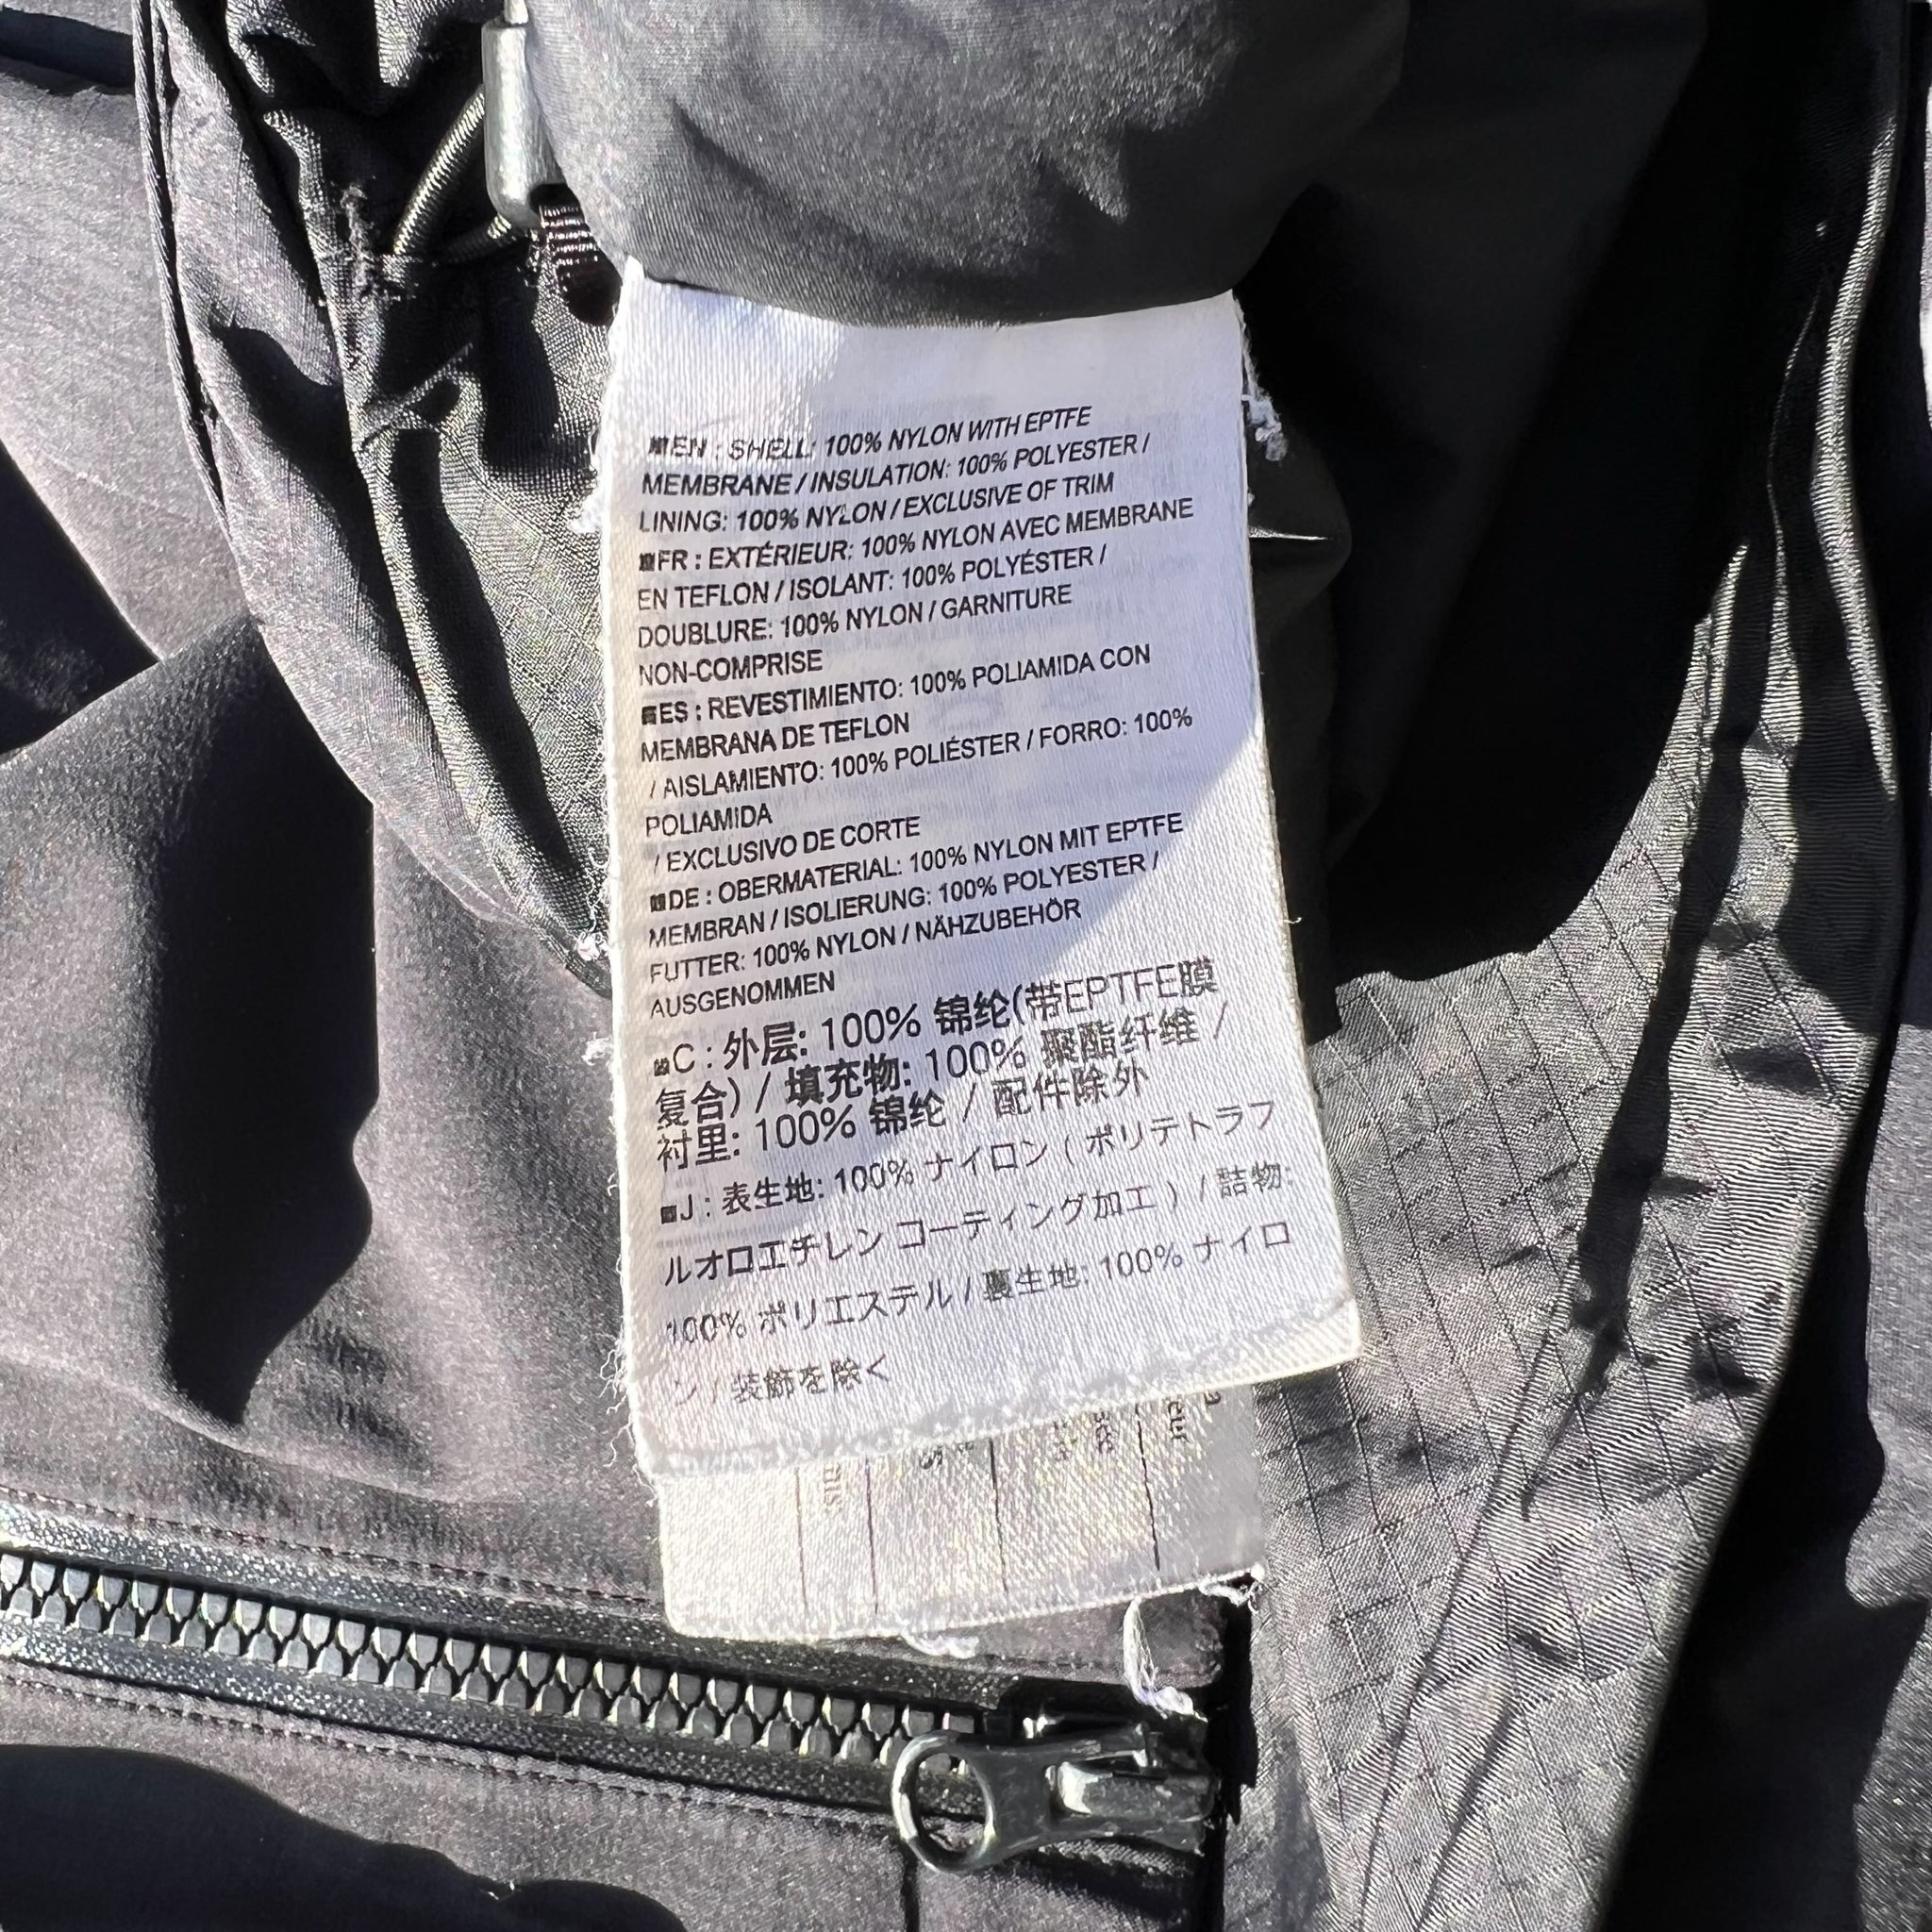 ■EN : SHELL: 100% NYLON WITH EPTFE
MEMBRANE / INSULATION: 100% POLYESTER /
LINING: 100% NYLON / EXCLUSIVE OF TRIM
■FR : EXTÉRIEUR: 100% NYLON AVEC MEMBRANE
EN TEFLON / ISOLANT: 100% POLYÉSTER /
DOUBLURE: 100% NYLON / GARNITURE
NON-COMPRISE
■ES : REVESTIMIENTO: 100% POLIAMIDA CON
MEMBRANA DE TEFLON
/ AISLAMIENTO: 100% POLIÉSTER / FORRO: 100%
POLIAMIDA
/ EXCLUSIVO DE CORTE
■DE : OBERMATERIAL: 100% NYLON MIT EPTFE
MEMBRAN / ISOLIERUNG: 100% POLYESTER /
FUTTER: 100% NYLON / NÄHZUBEHÖR
AUSGENOMMEN
■C : 外层: 100% 锦纶(带EPTFE膜
复合) / 填充物: 100% 聚酯纤维 /
衬里: 100% 锦纶 / 配件除外
■J : 表生地: 100% ナイロン ( ポリテトラフ
ルオロエチレン コーティング加工 ) / 詰物:
100% ポリエステル / 裏生地: 100% ナイロ
ン / 装飾を除く